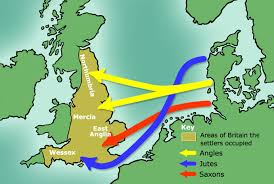 Northumbria
Mercia
East
Anglia
Wessex
Key
Areas of Britain the
settlers occupied
Angles
Jutes
Saxons